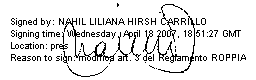 Signed by: NAHIL LILIANA HIRSH CARRILLO
Signing time: Wednesday, April 18 2007, 18:51:27 GMT
Location: pres
Reason to sign: modifica art. 3 del Reglamento ROPPIA